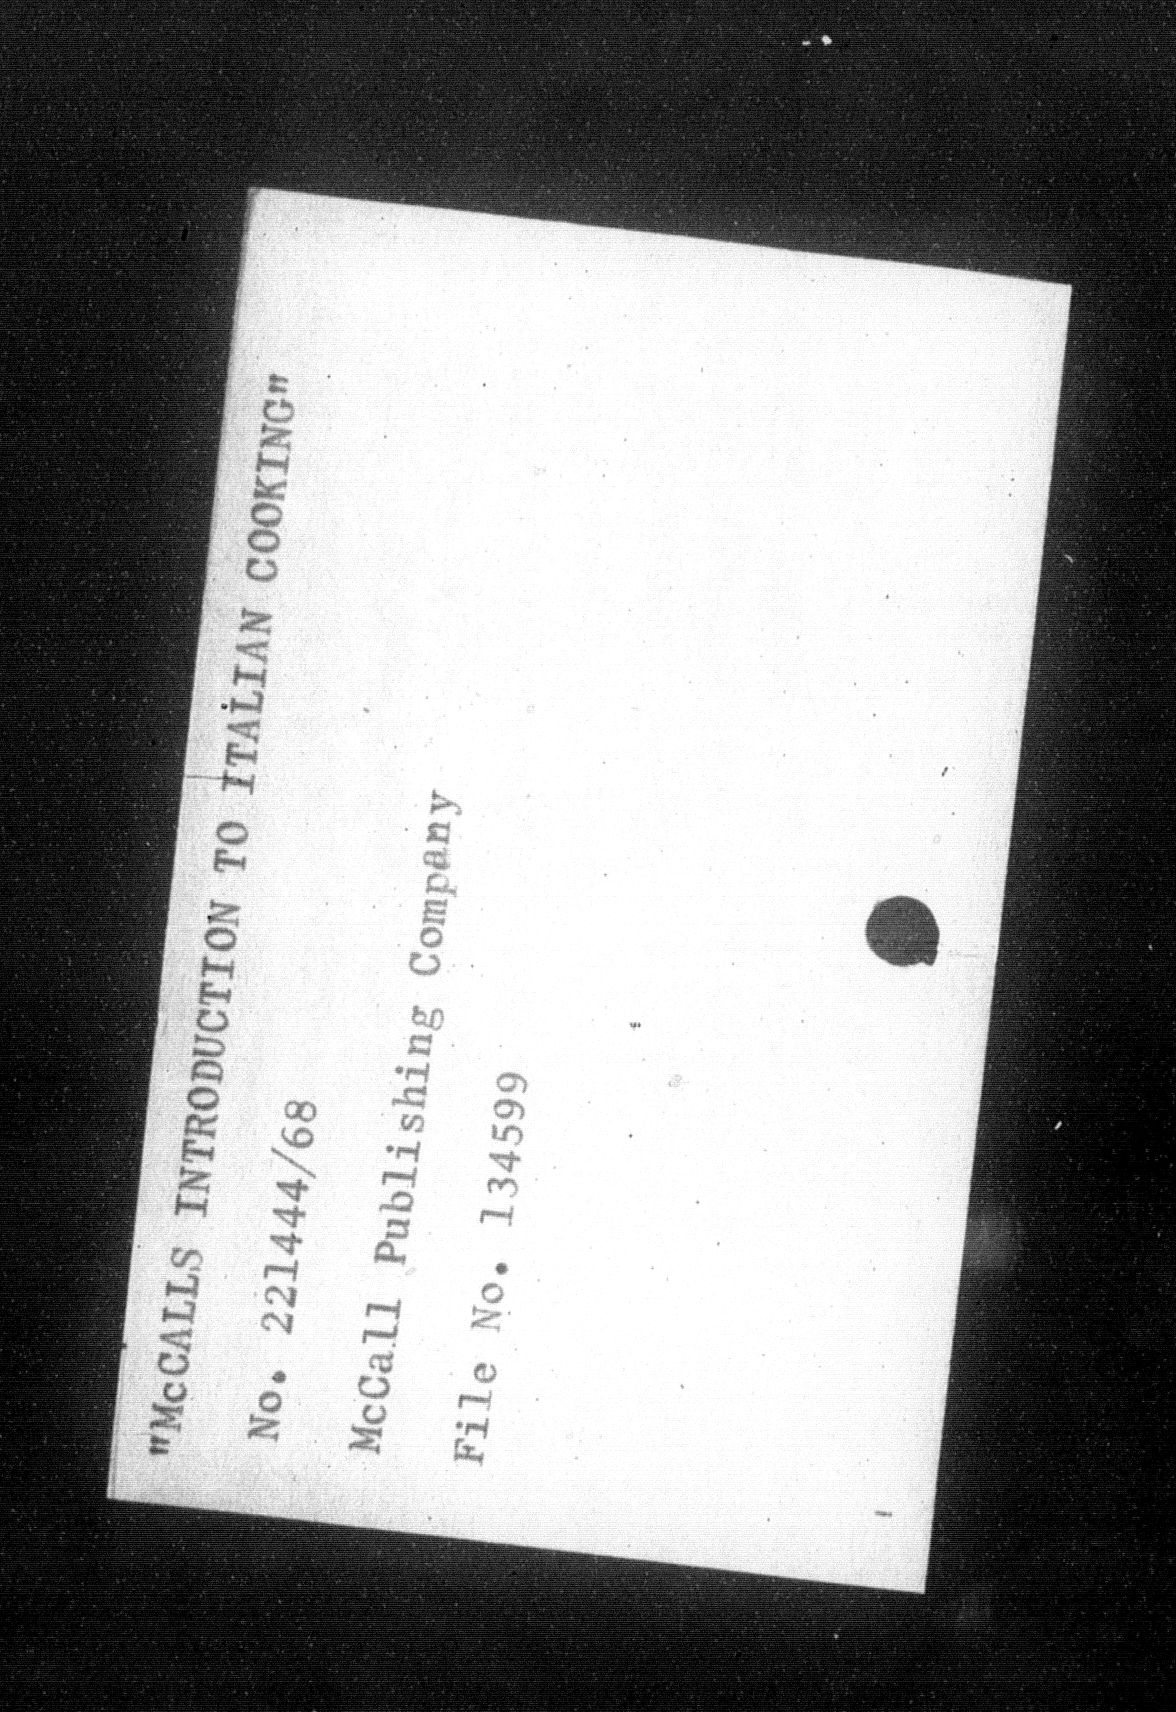 "McCALLS INTRODUCTION TO ITALIAN COOKING"
No. 221444/68
McCall Publishing Company
File No. 134599